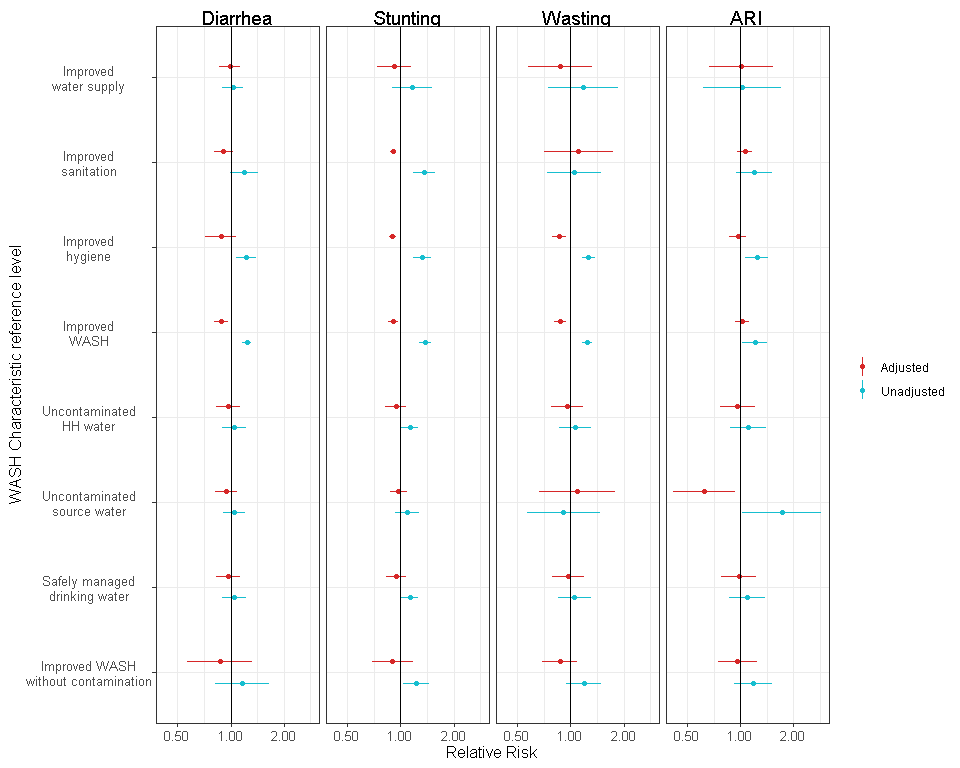 Diarrhea Stunting Wasting ARI
Improved
water supply
Improved
sanitation
Improved
hygiene
Improved
WASH
Uncontaminated
HH water
Uncontaminated
source water
Safely managed
drinking water
Improved WASH
without contamination
WASH Characteristic reference level
Adjusted
Unadjusted
0.50 1.00 2.00 0.50 1.00 2.00 0.50 1.00 2.00 0.50 1.00 2.00
Relative Risk